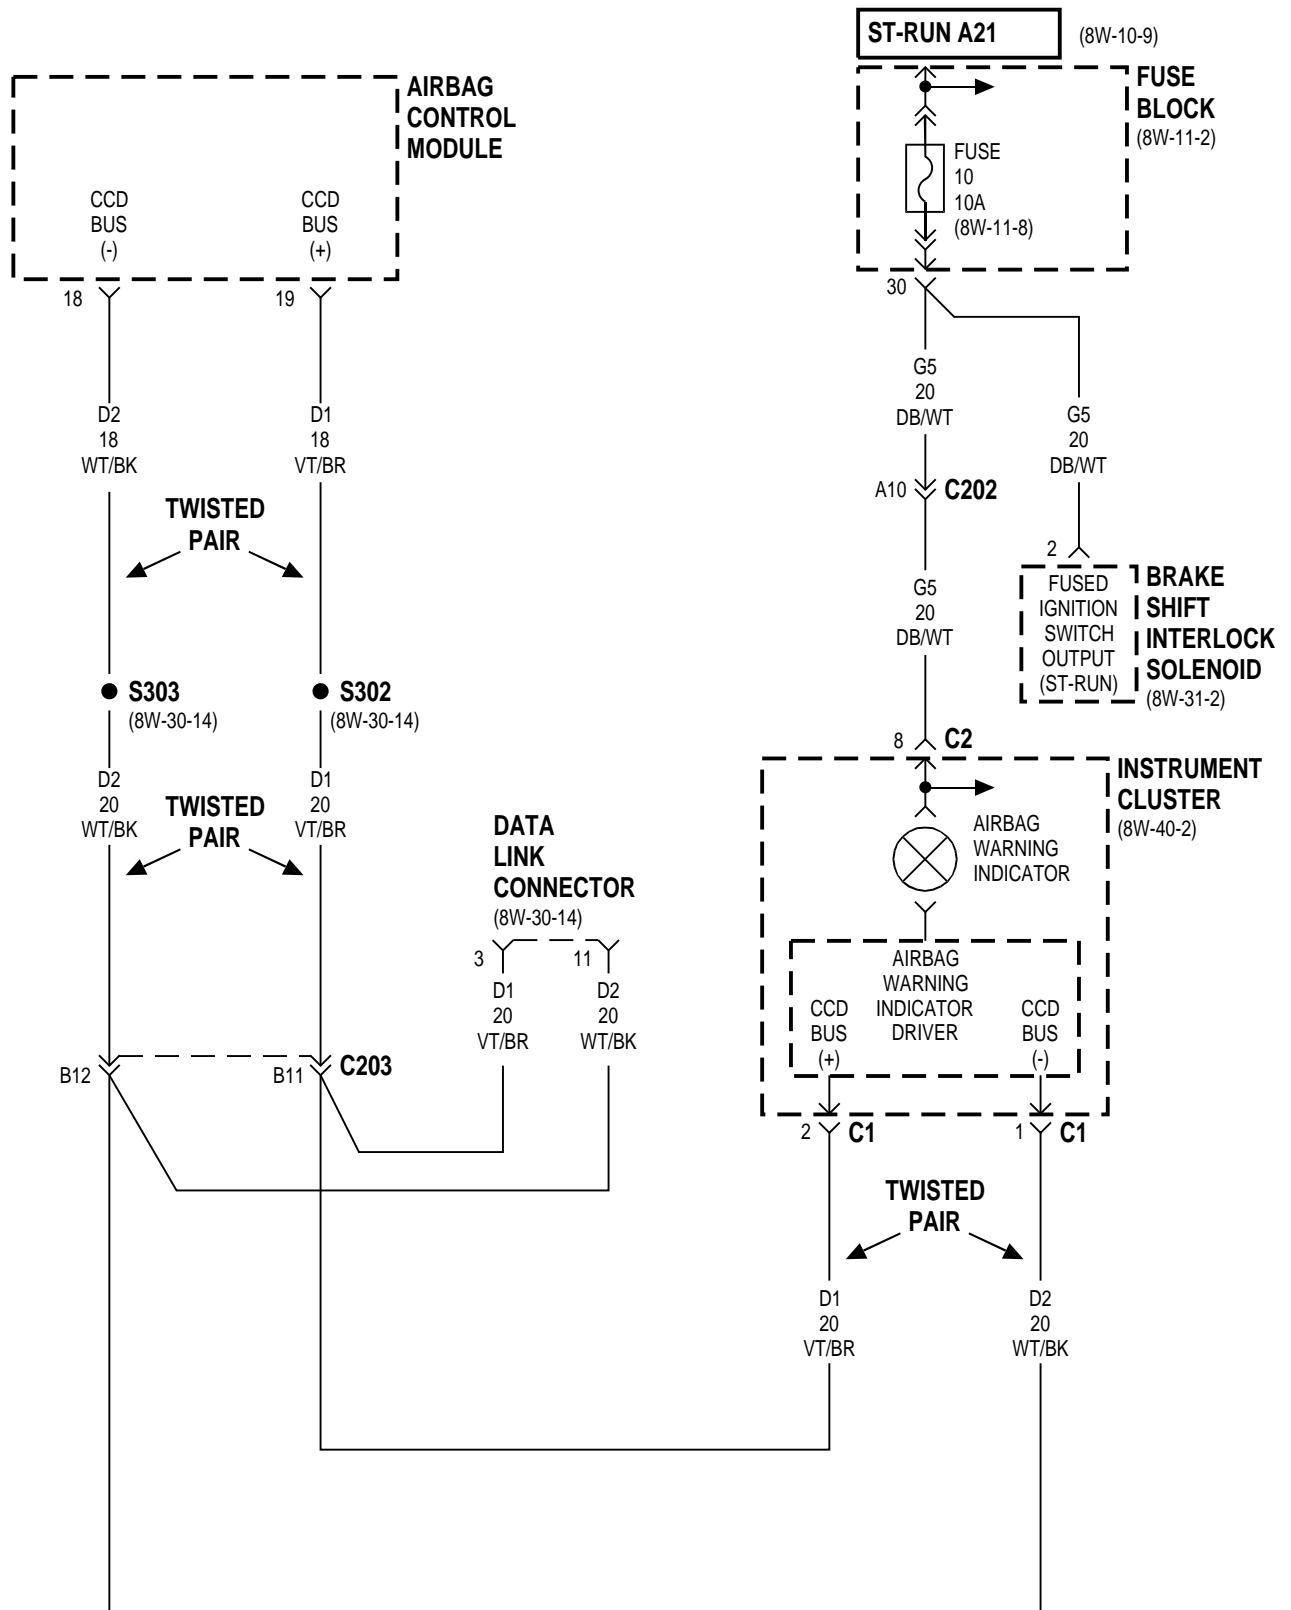 ST-RUN A21
(8W-10-9)
FUSE
BLOCK
(8W-11-2)
FUSE
10
10A
(8W-11-8)
30
AIRBAG
CONTROL
MODULE
CCD
BUS
(-)
CCD
BUS
(+)
18
19
D2
18
WT/BK
D1
18
VT/BR
TWISTED
PAIR
S303
(8W-30-14)
S302
(8W-30-14)
D2
20
WT/BK
TWISTED
PAIR
D1
20
VT/BR
DATA
LINK
CONNECTOR
(8W-30-14)
3
11
D1
20
VT/BR
D2
20
WT/BK
B12
B11
C203
G5
20
DB/WT
G5
20
DB/WT
A10
C202
G5
20
DB/WT
2
FUSED
IGNITION
SWITCH
OUTPUT
(ST-RUN)
BRAKE
SHIFT
INTERLOCK
SOLENOID
(8W-31-2)
8
C2
INSTRUMENT
CLUSTER
(8W-40-2)
AIRBAG
WARNING
INDICATOR
AIRBAG
WARNING
INDICATOR
DRIVER
CCD
BUS
(+)
CCD
BUS
(-)
2
C1
1
C1
TWISTED
PAIR
D1
20
VT/BR
D2
20
WT/BK